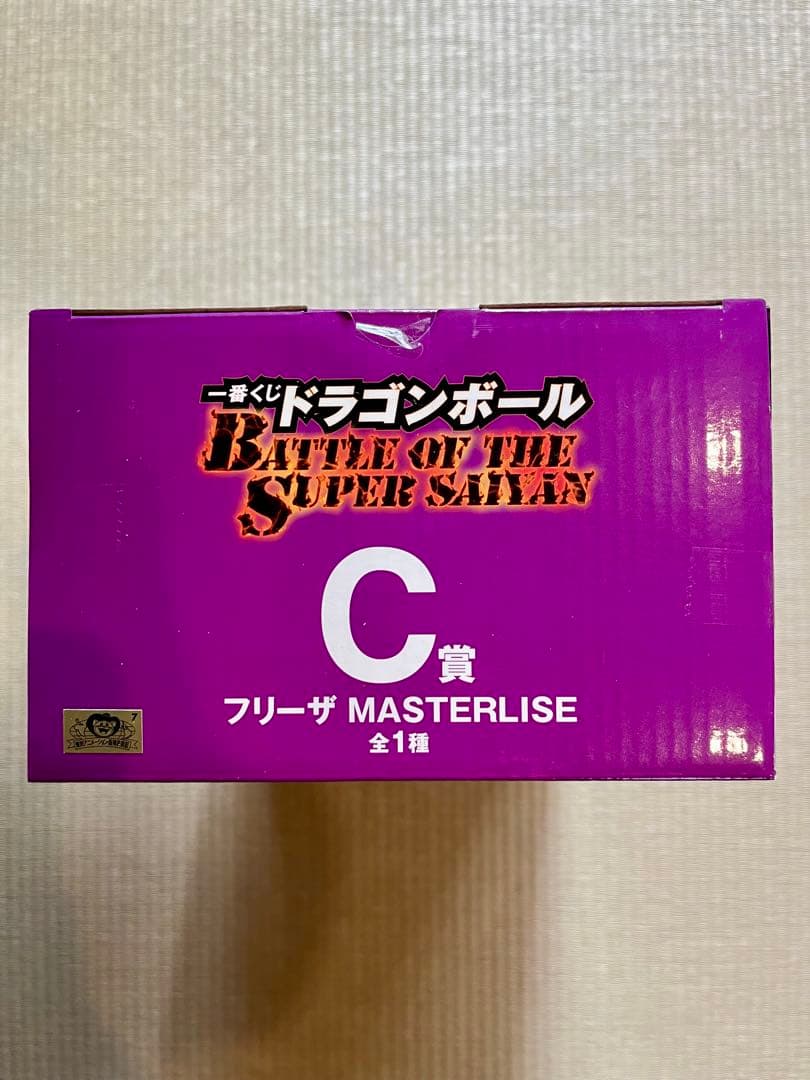 一番くじ ドラゴンボール
BATTLE OF THE
SUPER SAIYAN
C賞
フリーザ MASTERLISE
全1種
7